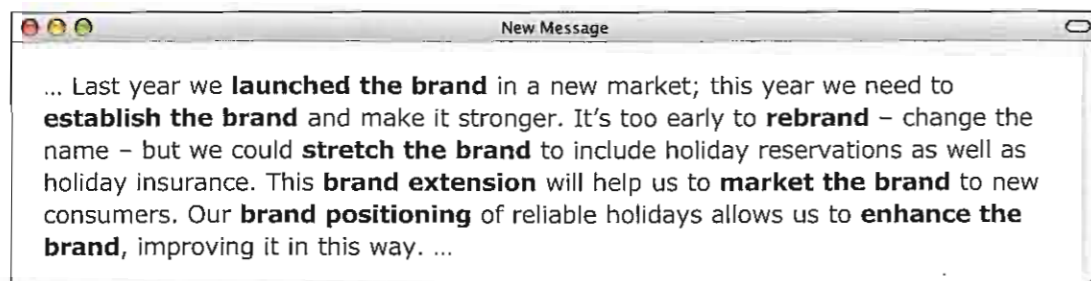 New Message
... Last year we launched the brand in a new market; this year we need to
establish the brand and make it stronger. It's too early to rebrand – change the
name – but we could stretch the brand to include holiday reservations as well as
holiday insurance. This brand extension will help us to market the brand to new
consumers. Our brand positioning of reliable holidays allows us to enhance the
brand, improving it in this way. ...